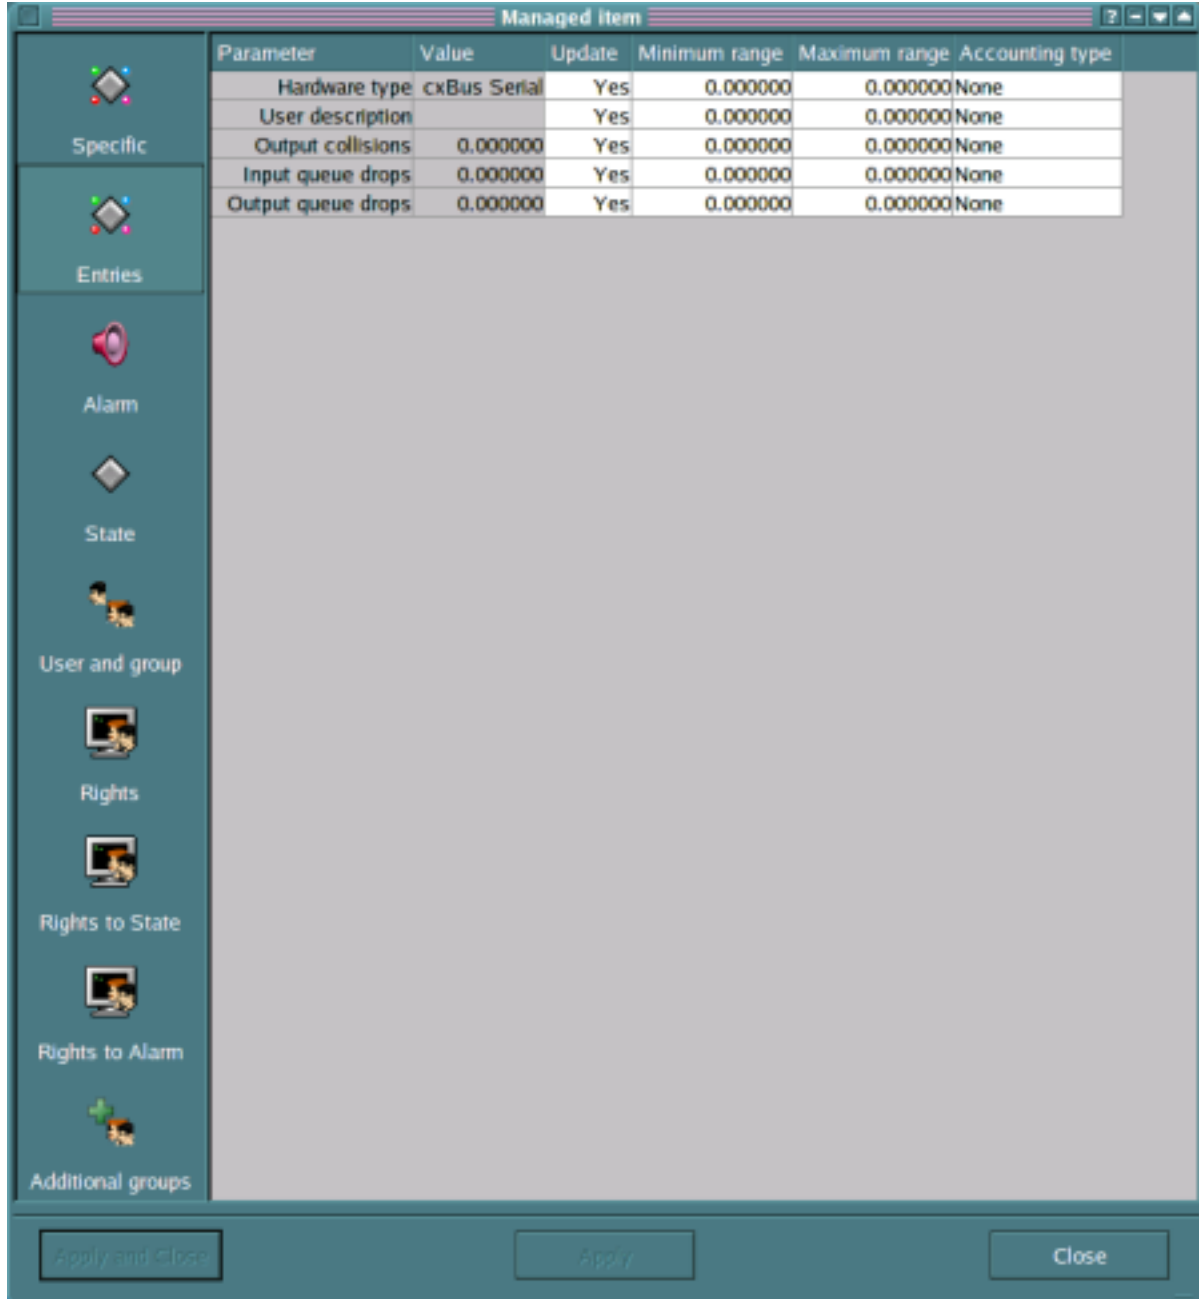 Managed item
Parameter Value Update Minimum range Maximum range Accounting type
Hardware type cxBus Serial Yes 0.000000 0.000000 None
User description Yes 0.000000 0.000000 None
Output collisions 0.000000 Yes 0.000000 0.000000 None
Input queue drops 0.000000 Yes 0.000000 0.000000 None
Output queue drops 0.000000 Yes 0.000000 0.000000 None
Specific
Entries
Alarm
State
User and group
Rights
Rights to State
Rights to Alarm
Additional groups
Apply and Close Apply Close